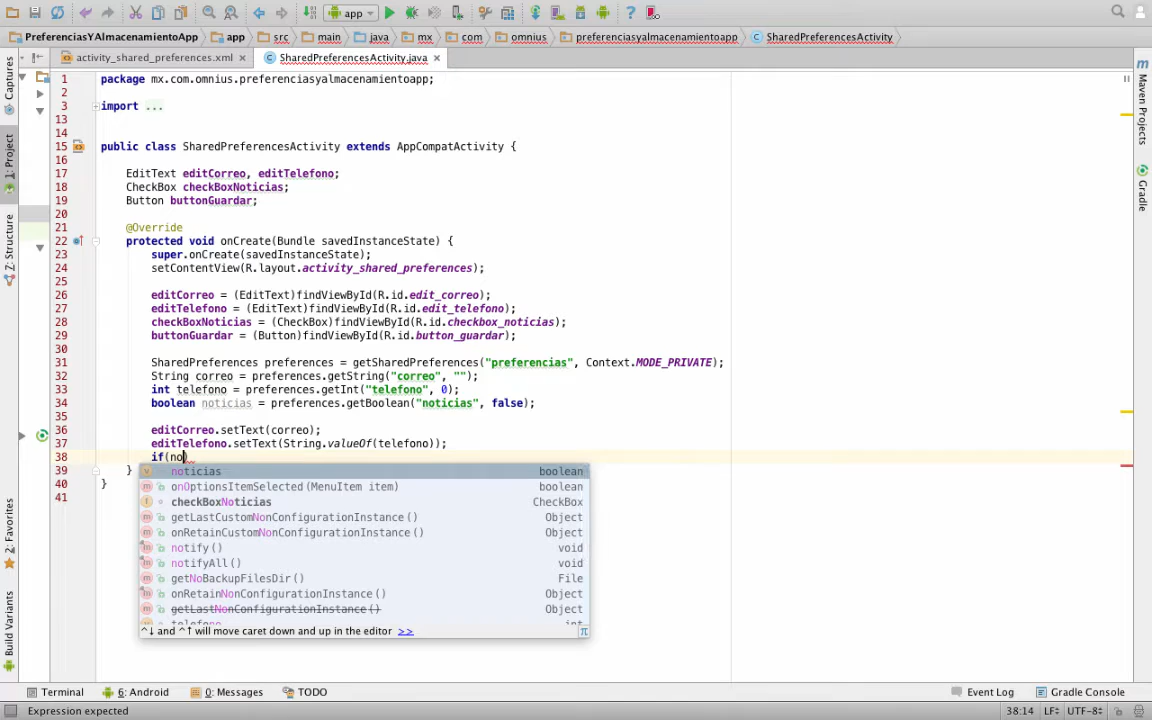 app
PreferenciasYAlmacenamientoApp
app
src
main
java
mx
com
omnius
preferenciasyalmacenamientoapp
SharedPreferencesActivity
activity_shared_preferences.xml
SharedPreferencesActivity.java
Captures
1: Project
7: Structure
2: Favorites
Build Variants
Maven Projects
Gradle
1 package mx.com.omnius.preferenciasyalmacenamientoapp;
2
3 import ...
13
14
15 public class SharedPreferencesActivity extends AppCompatActivity {
16
17 EditText editCorreo, editTelefono;
18 CheckBox checkBoxNoticias;
19 Button buttonGuardar;
20
21 @Override
22 protected void onCreate(Bundle savedInstanceState) {
23 super.onCreate(savedInstanceState);
24 setContentView(R.layout.activity_shared_preferences);
25
26 editCorreo = (EditText)findViewById(R.id.edit_correo);
27 editTelefono = (EditText)findViewById(R.id.edit_telefono);
28 checkBoxNoticias = (CheckBox)findViewById(R.id.checkbox_noticias);
29 buttonGuardar = (Button)findViewById(R.id.button_guardar);
30
31 SharedPreferences preferences = getSharedPreferences("preferencias", Context.MODE_PRIVATE);
32 String correo = preferences.getString("correo", "");
33 int telefono = preferences.getInt("telefono", 0);
34 boolean noticias = preferences.getBoolean("noticias", false);
35
36 editCorreo.setText(correo);
37 editTelefono.setText(String.valueOf(telefono));
38 if(no)
39 }
40 }
41
noticias boolean
onOptionsItemSelected(MenuItem item) boolean
checkBoxNoticias CheckBox
getLastCustomNonConfigurationInstance() Object
onRetainCustomNonConfigurationInstance() Object
notify() void
notifyAll() void
getNoBackupFilesDir() File
onRetainNonConfigurationInstance() Object
getLastNonConfigurationInstance() Object
telefono int
^↓ and ^↑ will move caret down and up in the editor >>
π
Terminal
6: Android
0: Messages
TODO
Event Log
Gradle Console
Expression expected
38:14
LF÷
UTF-8÷